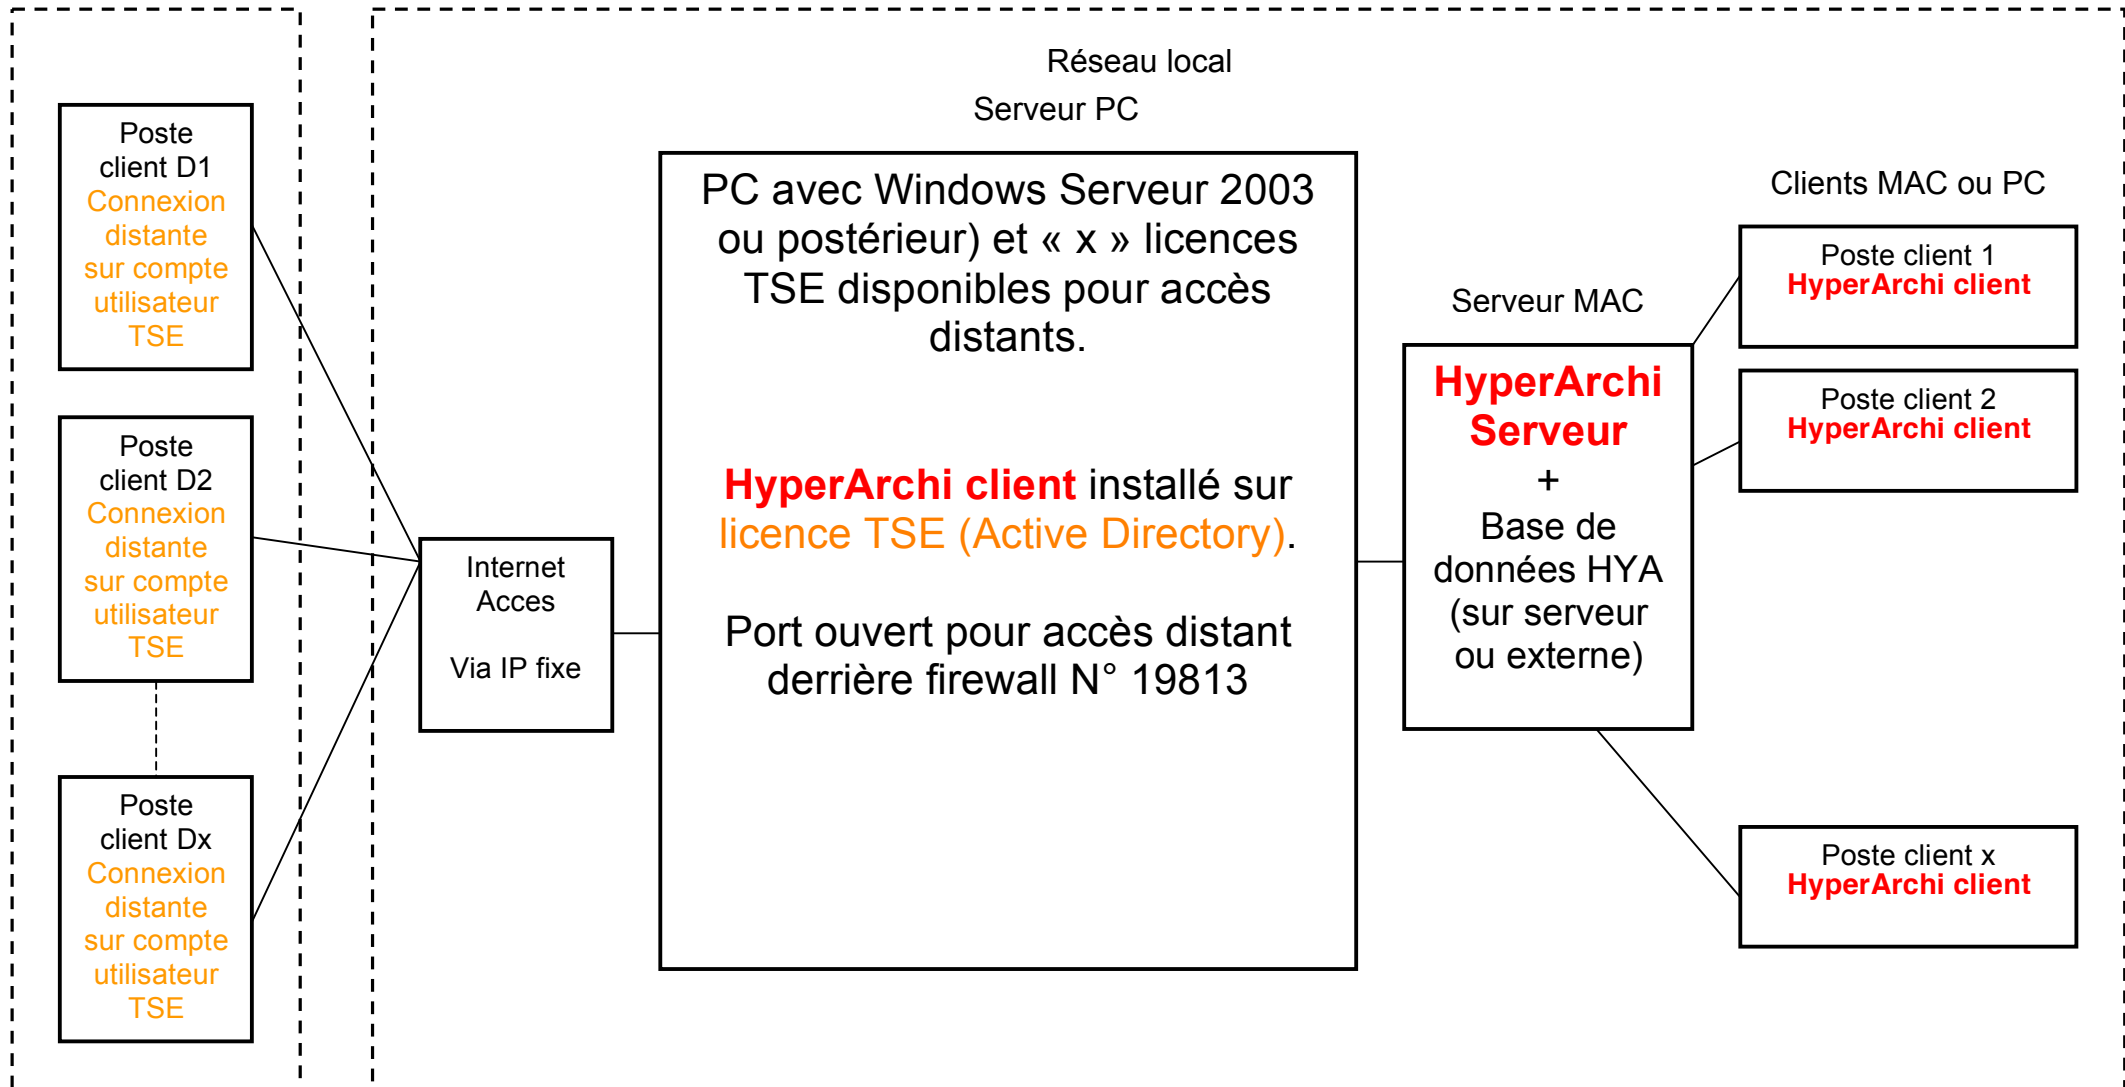 Réseau local
Serveur PC
Poste
client D1
Connexion
distante
sur compte
utilisateur
TSE
Poste
client D2
Connexion
distante
sur compte
utilisateur
TSE
Poste
client Dx
Connexion
distante
sur compte
utilisateur
TSE
Internet
Acces
Via IP fixe
PC avec Windows Serveur 2003
ou postérieur) et « x » licences
TSE disponibles pour accès
distants.
HyperArchi client installé sur
licence TSE (Active Directory).
Port ouvert pour accès distant
derrière firewall N° 19813
Serveur MAC
HyperArchi
Serveur
+
Base de
données HYA
(sur serveur
ou externe)
Clients MAC ou PC
Poste client 1
HyperArchi client
Poste client 2
HyperArchi client
Poste client x
HyperArchi client